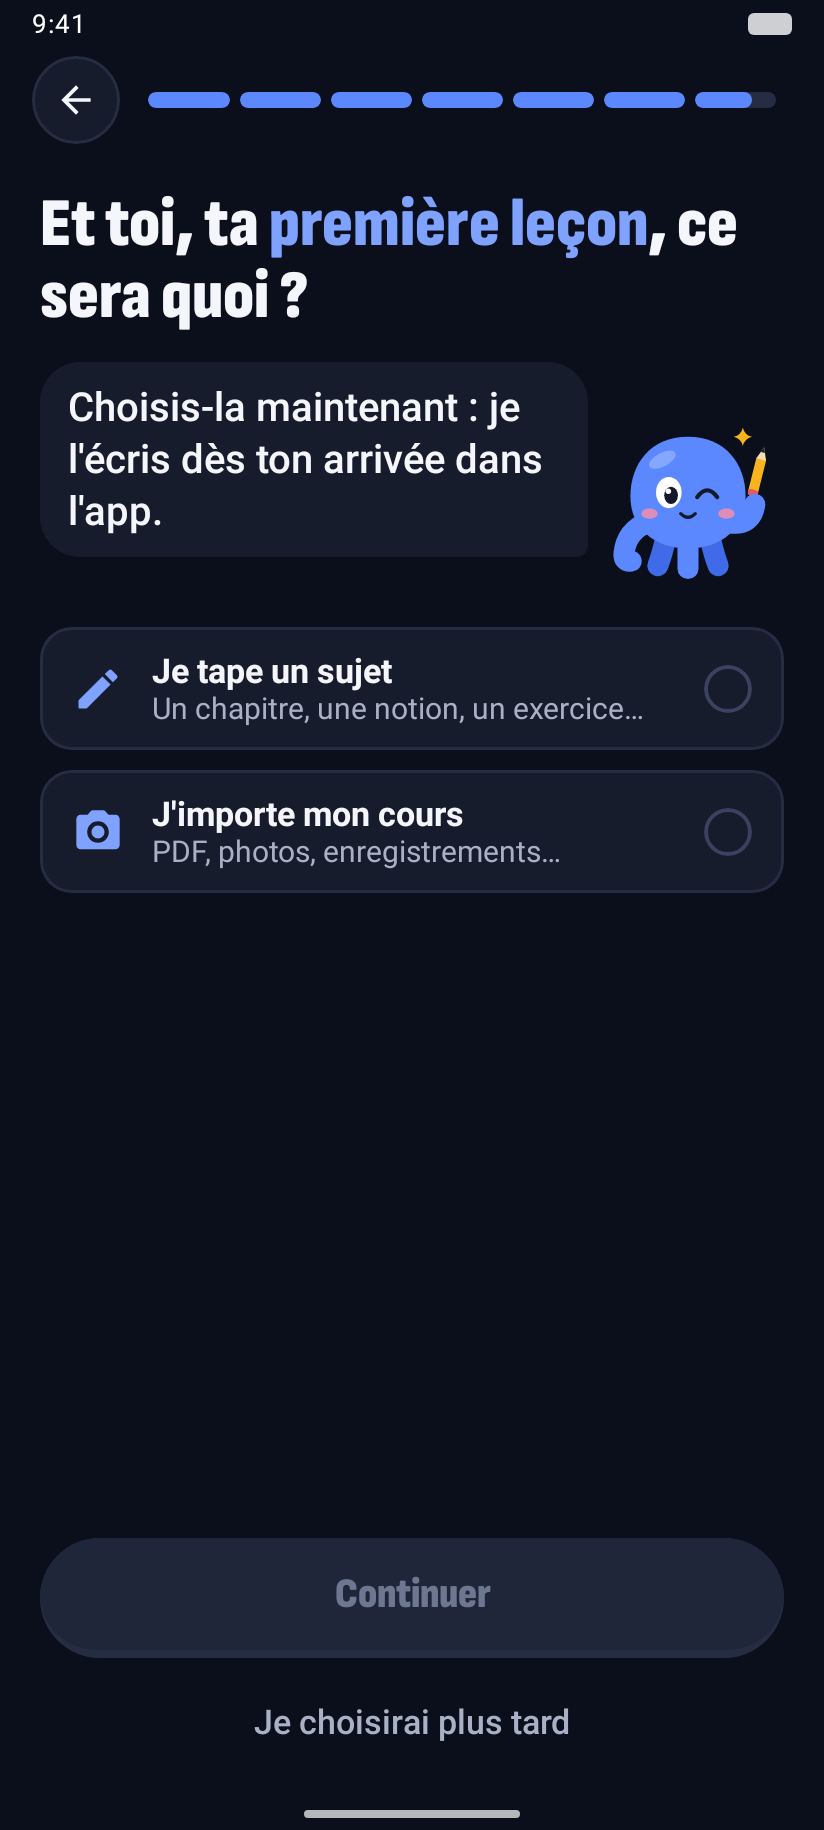 9:41
Et toi, ta première leçon, ce
sera quoi ?
Choisis-la maintenant : je
l'écris dès ton arrivée dans
l'app.
Je tape un sujet
Un chapitre, une notion, un exercice…
J'importe mon cours
PDF, photos, enregistrements…
Continuer
Je choisirai plus tard